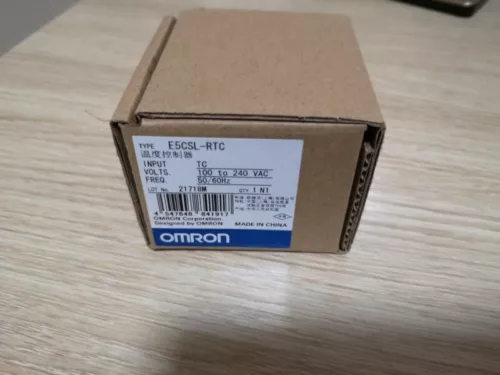 TYPE E5CSL-RTC
温度控制器
INPUT TC
VOLTS. 100 to 240 VAC
FREQ. 50/60Hz
LOT No. 21718M QTY. 1 N1
4 547648 641917
OMRON Corporation
Designed by OMRON
MADE IN CHINA
OMRON